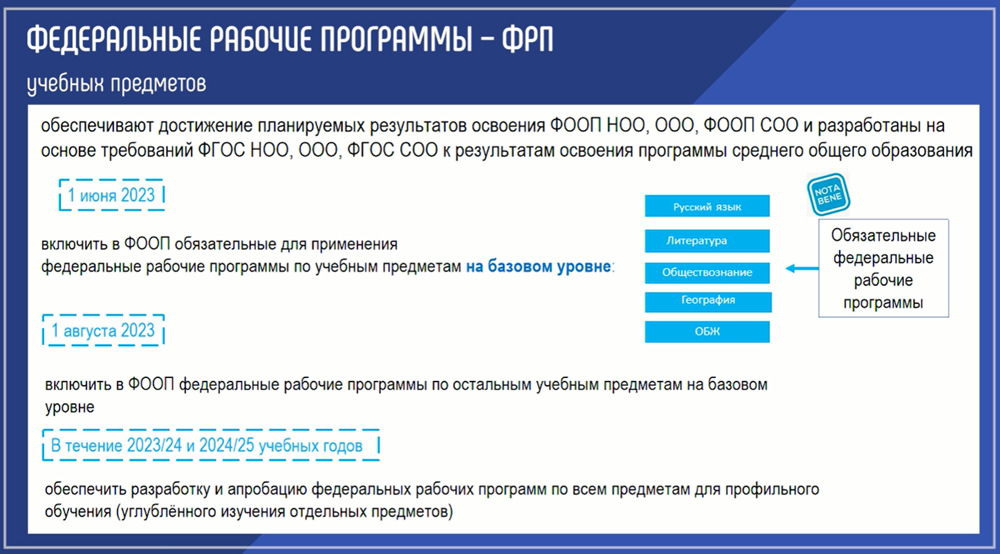 ФЕДЕРАЛЬНЫЕ РАБОЧИЕ ПРОГРАММЫ – ФРП
учебных предметов
обеспечивают достижение планируемых результатов освоения ФООП НОО, ООО, ФООП СОО и разработаны на
основе требований ФГОС НОО, ООО, ФГОС СОО к результатам освоения программы среднего общего образования
1 июня 2023
включить в ФООП обязательные для применения
федеральные рабочие программы по учебным предметам на базовом уровне:
Русский язык
Литература
Обществознание
География
ОБЖ
NOTA
BENE
Обязательные
федеральные
рабочие
программы
1 августа 2023
включить в ФООП федеральные рабочие программы по остальным учебным предметам на базовом
уровне
В течение 2023/24 и 2024/25 учебных годов
обеспечить разработку и апробацию федеральных рабочих программ по всем предметам для профильного
обучения (углублённого изучения отдельных предметов)